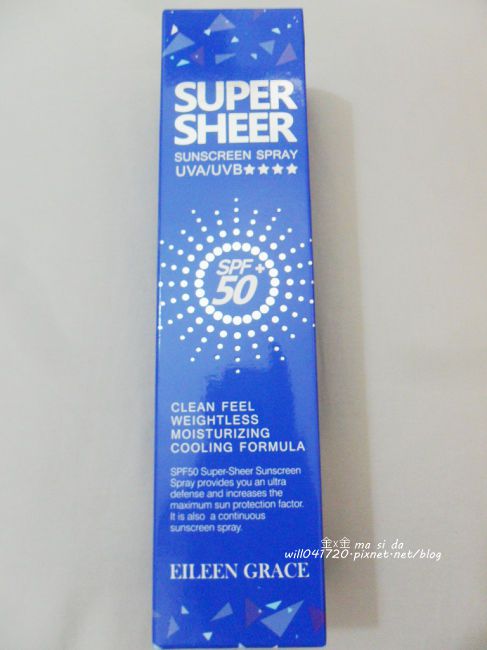 SUPER
SHEER
SUNSCREEN SPRAY
UVA/UVB★★★★
SPF +
50
CLEAN FEEL
WEIGHTLESS
MOISTURIZING
COOLING FORMULA
SPF50 Super-Sheer Sunscreen
Spray provides you an ultra
defense and increases the
maximum sun protection factor.
It is also a continuous
sunscreen spray.
金x金 ma si da
will041720.pixnet.net/blog
EILEEN GRACE